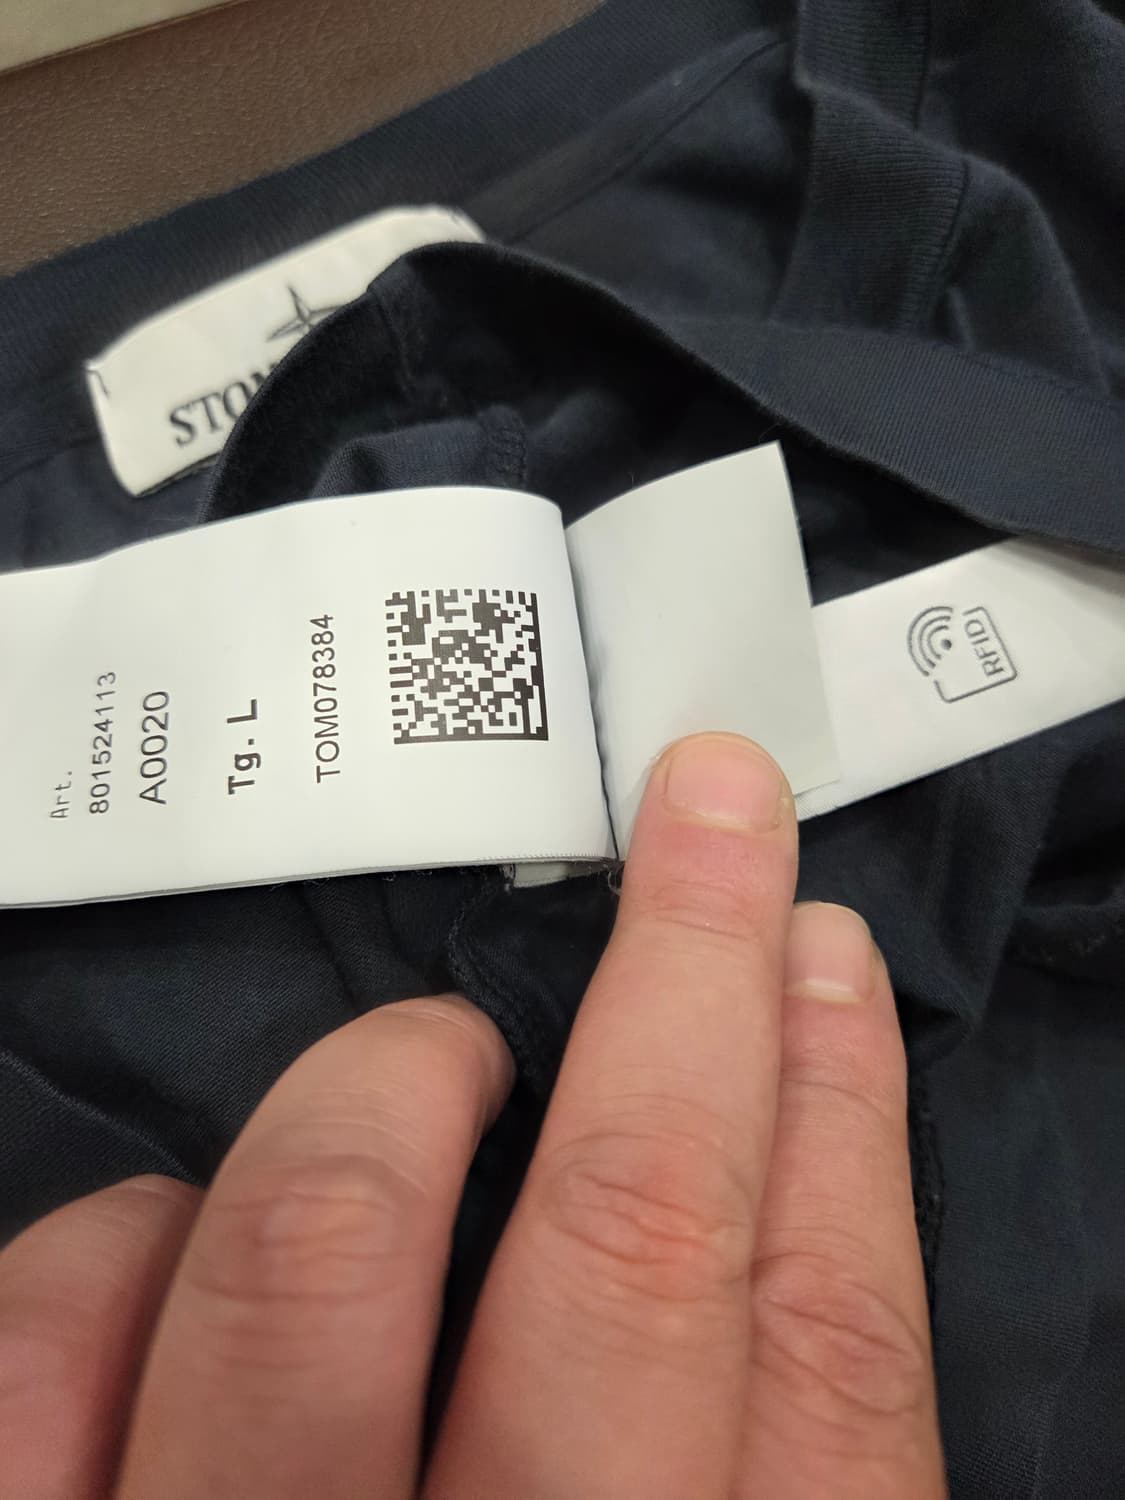 Art.
801524113
A0020
Tg. L
TOM078384
RFID